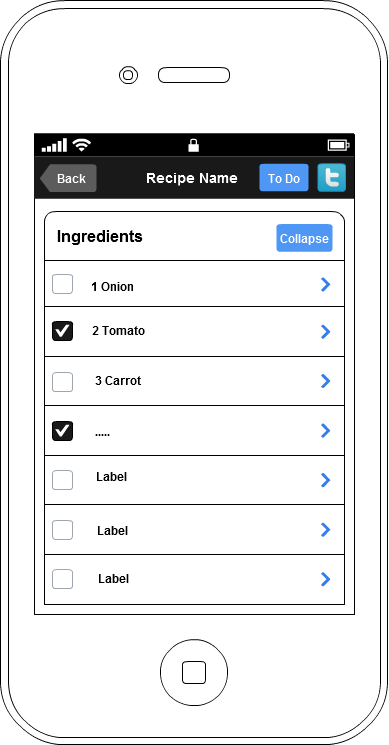 Back
Recipe Name
To Do
Ingredients
Collapse
1 Onion
2 Tomato
3 Carrot
.....
Label
Label
Label